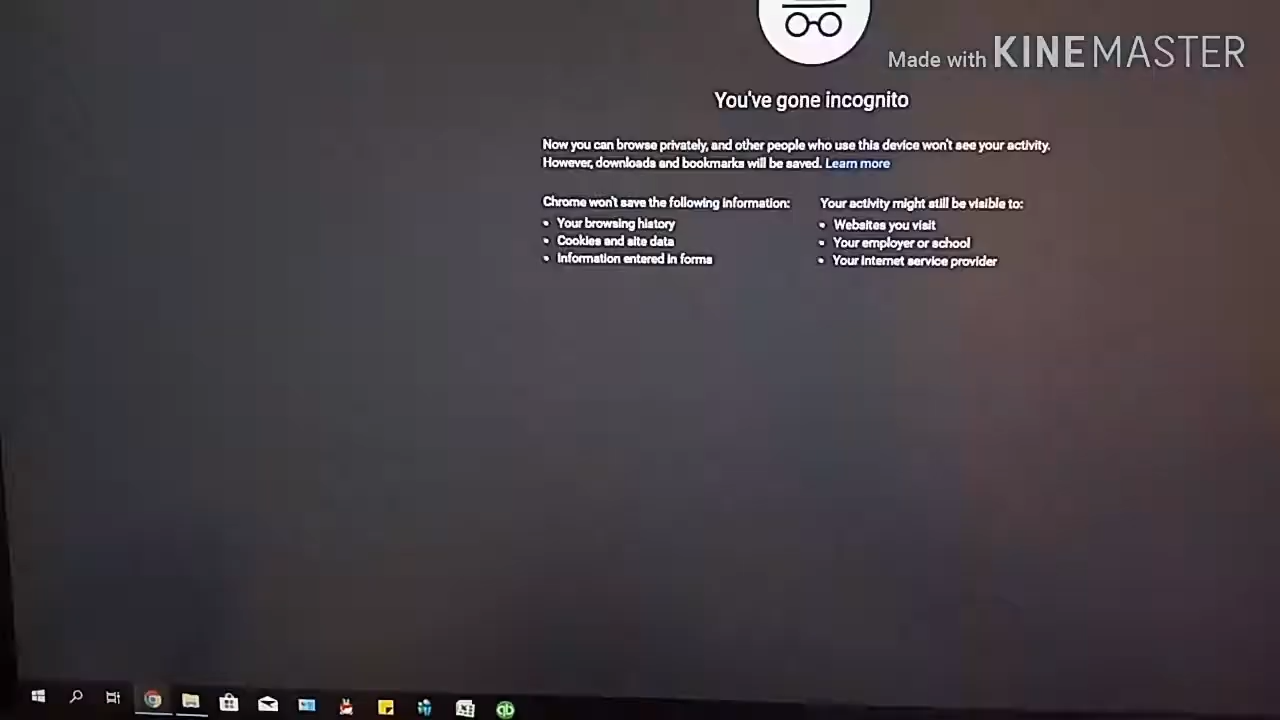 Made with KINEMASTER
You've gone incognito
Now you can browse privately, and other people who use this device won't see your activity.
However, downloads and bookmarks will be saved. Learn more
Chrome won't save the following information:
• Your browsing history
• Cookies and site data
• Information entered in forms
Your activity might still be visible to:
• Websites you visit
• Your employer or school
• Your internet service provider
qb